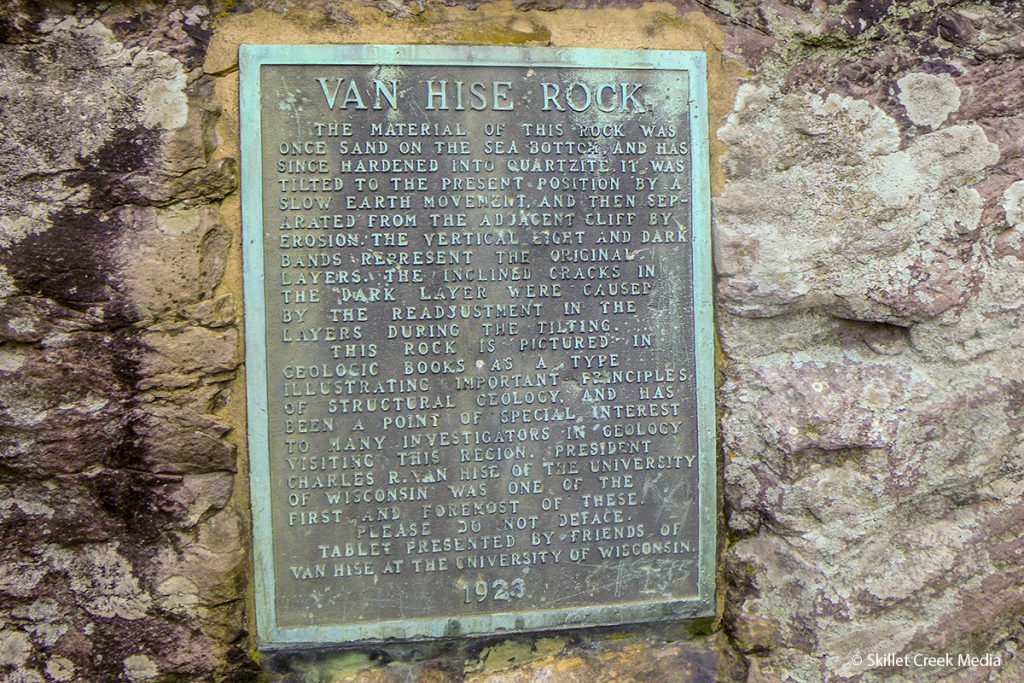 VAN HISE ROCK
THE MATERIAL OF THIS ROCK WAS
ONCE SAND ON THE SEA BOTTOM, AND HAS
SINCE HARDENED INTO QUARTZITE. IT WAS
TILTED TO THE PRESENT POSITION BY A
SLOW EARTH MOVEMENT, AND THEN SEP-
ARATED FROM THE ADJACENT CLIFF BY
EROSION. THE VERTICAL LIGHT AND DARK
BANDS REPRESENT THE ORIGINAL
LAYERS. THE INCLINED CRACKS IN
THE DARK LAYER WERE CAUSED
BY THE READJUSTMENT IN THE
LAYERS DURING THE TILTING.
THIS ROCK IS PICTURED IN
GEOLOGIC BOOKS AS A TYPE
ILLUSTRATING IMPORTANT PRINCIPLES
OF STRUCTURAL GEOLOGY, AND HAS
BEEN A POINT OF SPECIAL INTEREST
TO MANY INVESTIGATORS IN GEOLOGY
VISITING THIS REGION. PRESIDENT
CHARLES R. VAN HISE OF THE UNIVERSITY
OF WISCONSIN WAS ONE OF THE
FIRST AND FOREMOST OF THESE.
PLEASE DO NOT DEFACE.
TABLET PRESENTED BY FRIENDS OF
VAN HISE AT THE UNIVERSITY OF WISCONSIN.
1923
© Skillet Creek Media